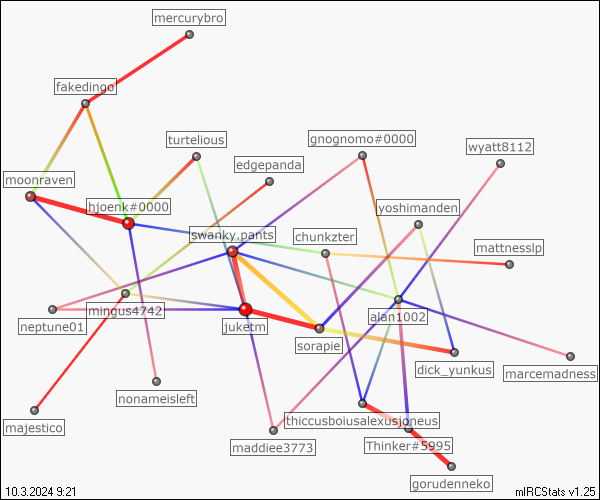 mercurybro
fakedingo
turtelious
gnognomo#0000
wyatt8112
edgepanda
moonraven
hjoenk#0000
yoshimanden
swanky.pants
chunkzter
mattnesslp
mingus4742
neptune01
juketm
alan1002
sorapie
dick_yunkus
marcemadness
nonameisleft
majestico
thiccusboiusalexusioneus
maddiee3773
Thinker#5995
gorudenneko
10.3.2024 9:21
mIRCStats v1.25